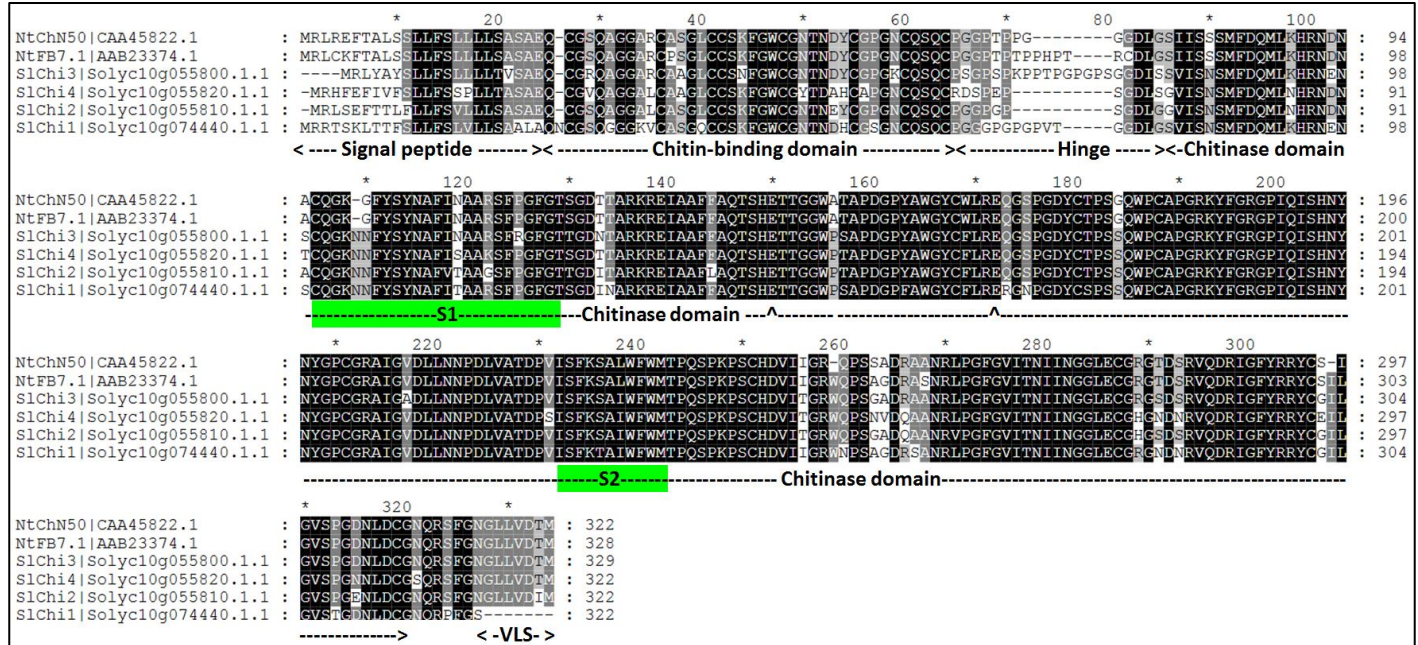 * 20 * 40 * 60 * 80 * 100
NtChN50|CAA45822.1 : MRLREFTALSSLLFSLLLLSASAEQ-CGSQAGGARCASGLCCSKFGWCGNTNDYCGPGNCQSQCPGGPTPPG--------GGDLGSIISSSMFDQMLKHRNDN : 94
NtFB7.1|AAB23374.1 : MRLCKFTALSSLLFSLLLLSASAEQ-CGSQAGGARCPSGLCCSKFGWCGNTNDYCGPGNCQSQCPGGPTPTPPHPT----RCDLGSIISSSMFDQMLKHRNDN : 98
SlChi3|Solyc10g055800.1.1 : ----MRLYAYSSLLFSLLLLTVSAEQ-CGRQAGGARCAAGLCCSNFGWCGNTNDYCGPGKCQSQCPSGPSPKPPTPGPGPSGGDISSVISNSMFDQMLKHRNEN : 98
SlChi4|Solyc10g055820.1.1 : -MRHFEFIVFSLLFSSPLLTASAEQ-CGVQAGGALCAAGLCCSKFGWCGYTDAHCAPGNCQSQCRDSPEP---------SGGDLSGVISNSMFDQMLKHRNDN : 91
SlChi2|Solyc10g055810.1.1 : -MRLSEFTTLFLLFSLLLLSASAEQ-CGSQAGGALCASGLCCSKFGWCGNTNEYCGPGNCQSQCPGGPGP---------SGGDLGSVISNSMFDQMLNHRNDN : 91
SlChi1|Solyc10g074440.1.1 : -MRRTSKLTTFSLLFSLVLLSAALAQNCGSQGGGKVCASGQCCSKFGWCGNTNDHCGSGNCQSQCPGGGPGPGPVT----GGDLGSVISNSMFDQMLKHRNEN : 98
< ---- Signal peptide ------ ><----------Chitin-binding domain ----------><--------- Hinge ------><-Chitinase domain
* 120 * 140 * 160 * 180 * 200
NtChN50|CAA45822.1 : ACQGK-GFYSYNAFINAARSFPGFGTSGDTTARKREIAAFFAQTSHETTGGWATAPDGPYAWGYCWLREQGSPGDYCTPSGQWPCAPGRKYFGRGPIQISHNY : 196
NtFB7.1|AAB23374.1 : ACQGK-GFYSYNAFINAARSFPGFGTSGDTTARKREIAAFFAQTSHETTGGWATAPDGPYAWGYCWLREQGSPGDYCTPSGQWPCAPGRKYFGRGPIQISHNY : 200
SlChi3|Solyc10g055800.1.1 : SCQGKNNFYSYNAFINAARSFRGFGTTGDNTARKREIAAFFAQTSHETTGGWPSAPDGPYAWGYCFLREQGSPGDYCTPSSQWPCAPGRKYFGRGPIQISHNY : 201
SlChi4|Solyc10g055820.1.1 : TCQGKNNFYSYNAFISAAKSFPGFGTTGDITARKREIAAFFAQTSHETTGGWPTAPDGPYAWGYCFLREQGSPGDYCTPSSQWPCAPGRKYFGRGPIQISHNY : 194
SlChi2|Solyc10g055810.1.1 : ACQGKNNFYSYNAFVTAAGSFPGFGTTGDITARKREIAAFLAQTSHETTGGWPTAPDGPYAWGYCFLREQGSPGDYCTPSSQWPCAPGRKYFGRGPIQISHNY : 194
SlChi1|Solyc10g074440.1.1 : SCQGKNNFYSYNAFITAARSFPGFGTSGDINARKREIAAFFAQTSHETTGGWPSAPDGPFAWGYCFLRERGNPGDYCSPSSQWPCAPGRKYFGRGPIQISHNY : 201
------------------S1------------------Chitinase domain ---^-------- --------------------^-----------------------------------------------
* 220 * 240 * 260 * 280 * 300
NtChN50|CAA45822.1 : NYGPCGRAIGVDLLNNPDLVATDPVISFKSALWFWMTPQSPKPSCHDVIIGR-QPSSADRAANRLPGFGVITNIINGGLECGRGTDSRVQDRIGFYRRYCS-I : 297
NtFB7.1|AAB23374.1 : NYGPCGRAIGVDLLNNPDLVATDPVISFKSALWFWMTPQSPKPSCHDVIIGRWQPSAGDRASNRLPGFGVITNIINGGLECGRGTDSRVQDRIGFYRRYCSIL : 303
SlChi3|Solyc10g055800.1.1 : NYGPCGRAIGADLLNNPDLVATDPVISFKSALWFWMTPQSPKPSCHDVITGRWQPSGADRAANRLPGFGVITNIINGGLECGRGSDSRVQDRIGFYRRYCGIL : 304
SlChi4|Solyc10g055820.1.1 : NYGPCGRAIGVDLLNNPDLVATDPSISFKSAIWFWMTPQSPKPSCHDVITGRWQPSNVDQAANRLPGFGVITNIINGGLECGHGNDNRVQDRIGFYRRYCEIL : 297
SlChi2|Solyc10g055810.1.1 : NYGPCGRAIGVDLLNNPDLVATDPVISFKSAIWFWMTPQSPKPSCHDVITGRWQPSGADQAANRVPGFGVITNIINGGLECGHGSDSRVQDRIGFYRRYCGIL : 297
SlChi1|Solyc10g074440.1.1 : NYGPCGRAIGVDLLNNPDLVATDPVISFKTAIWFWMTPQSPKPSCHDVITGRWNPSAGDRSANRLPGFGVITNIINGGLECGRGNDNRVQDRIGFYRRYCGIL : 304
------------------------------------------S2------------------- Chitinase domain-------------------------------------------------
* 320 *
NtChN50|CAA45822.1 : GVSPGDNLDCGNQRSFGNGLLVDTM : 322
NtFB7.1|AAB23374.1 : GVSPGDNLDCGNQRSFGNGLLVDTM : 328
SlChi3|Solyc10g055800.1.1 : GVSPGDNLDCGNQRSFGNGLLVDTM : 329
SlChi4|Solyc10g055820.1.1 : GVSPGNNLDCGSQRSFGNGLLVDTM : 322
SlChi2|Solyc10g055810.1.1 : GVSPGENLDCGNQRSFGNGLLVDIM : 322
SlChi1|Solyc10g074440.1.1 : GVSTGDNLDCGNQRPFGS------- : 322
--------------> < -VLS- >